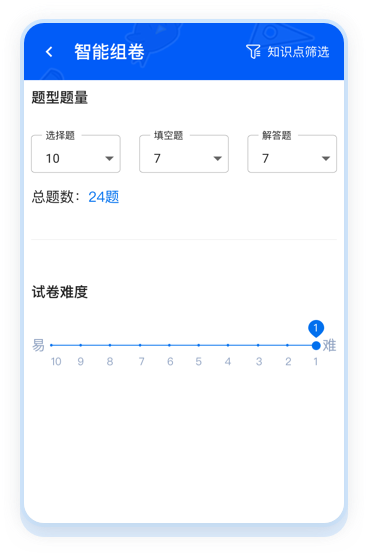 智能组卷 知识点筛选
题型题量
选择题 填空题 解答题
10 7 7
总题数：24题
试卷难度
1
易 难
10 9 8 7 6 5 4 3 2 1